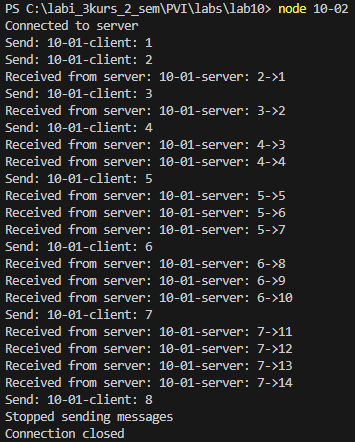 PS C:\labi_3kurs_2_sem\PVI\labs\lab10> node 10-02
Connected to server
Send: 10-01-client: 1
Send: 10-01-client: 2
Received from server: 10-01-server: 2->1
Send: 10-01-client: 3
Received from server: 10-01-server: 3->2
Send: 10-01-client: 4
Received from server: 10-01-server: 4->3
Received from server: 10-01-server: 4->4
Send: 10-01-client: 5
Received from server: 10-01-server: 5->5
Received from server: 10-01-server: 5->6
Received from server: 10-01-server: 5->7
Send: 10-01-client: 6
Received from server: 10-01-server: 6->8
Received from server: 10-01-server: 6->9
Received from server: 10-01-server: 6->10
Send: 10-01-client: 7
Received from server: 10-01-server: 7->11
Received from server: 10-01-server: 7->12
Received from server: 10-01-server: 7->13
Received from server: 10-01-server: 7->14
Send: 10-01-client: 8
Stopped sending messages
Connection closed